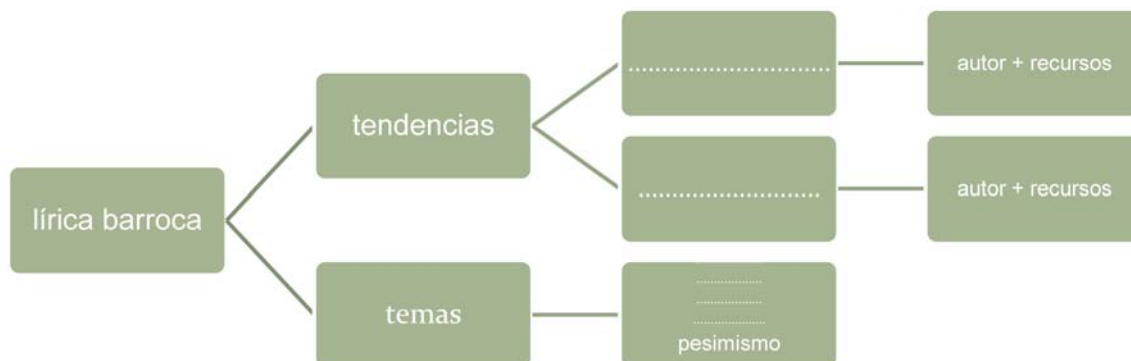 lírica barroca
tendencias
..................................
autor + recursos
..............................
autor + recursos
temas
......................
......................
......................
pesimismo